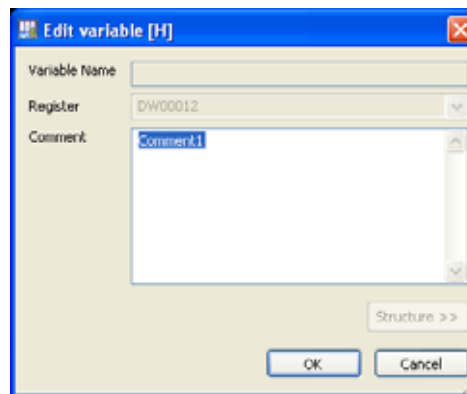 Edit variable [H]
Variable Name
Register DW00012
Comment Comment1
Structure >>
OK Cancel